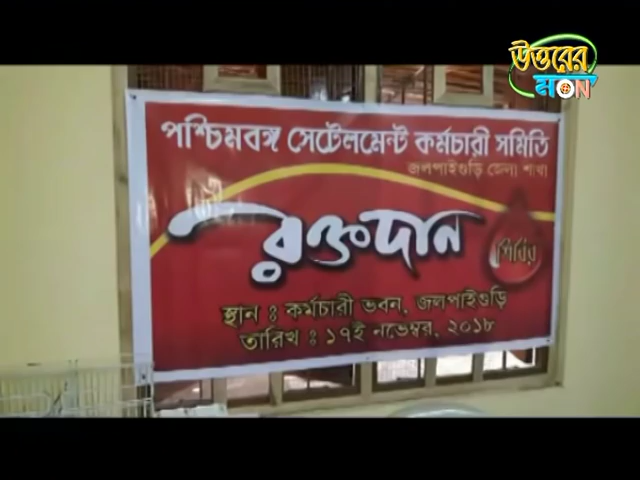 উত্তরের
মON
পশ্চিমবঙ্গ সেটেলমেন্ট কর্মচারী সমিতি
জলপাইগুড়ি জেলা শাখা
রক্তদান
শিবির
স্থান : কর্মচারী ভবন, জলপাইগুড়ি
তারিখ : ১৭ই নভেম্বর, ২০১৮